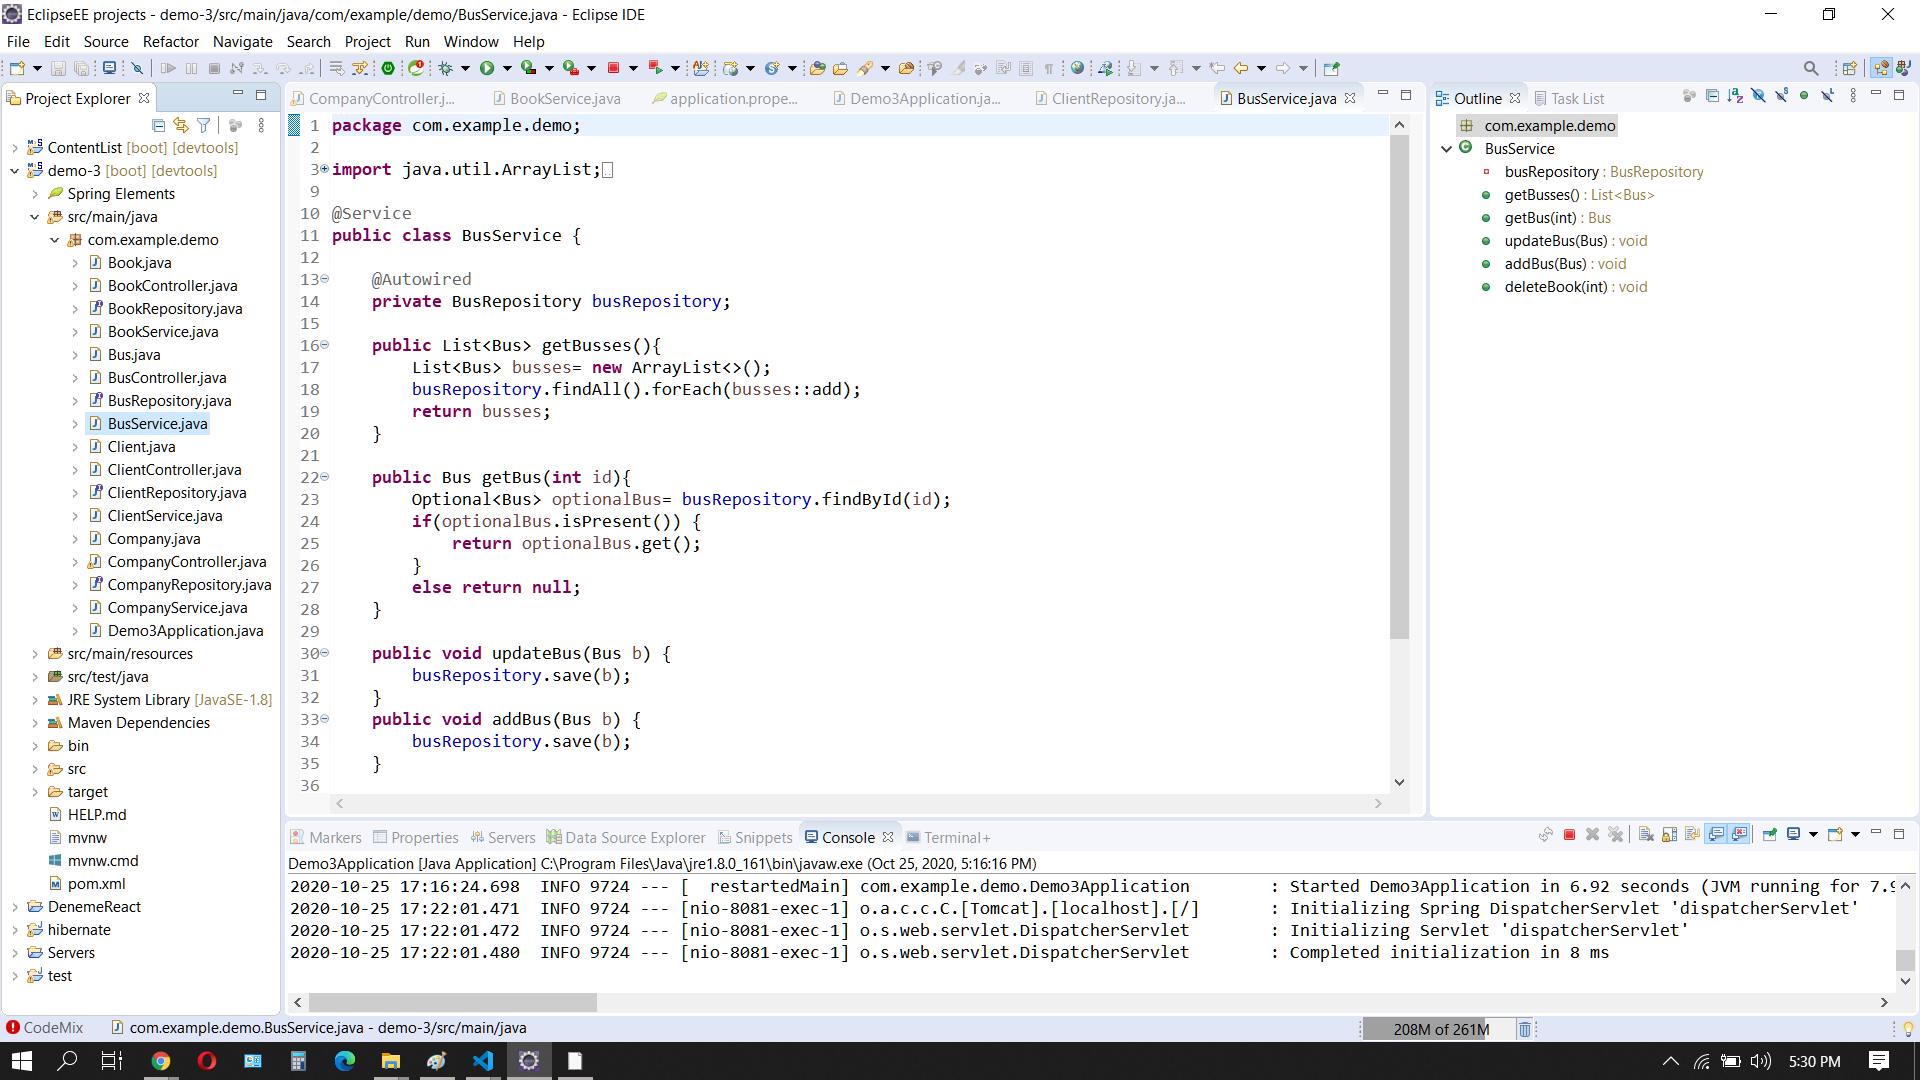 EclipseEE projects - demo-3/src/main/java/com/example/demo/BusService.java - Eclipse IDE
File Edit Source Refactor Navigate Search Project Run Window Help
Project Explorer
ContentList [boot] [devtools]
demo-3 [boot] [devtools]
Spring Elements
src/main/java
com.example.demo
Book.java
BookController.java
BookRepository.java
BookService.java
Bus.java
BusController.java
BusRepository.java
BusService.java
Client.java
ClientController.java
ClientRepository.java
ClientService.java
Company.java
CompanyController.java
CompanyRepository.java
CompanyService.java
Demo3Application.java
src/main/resources
src/test/java
JRE System Library [JavaSE-1.8]
Maven Dependencies
bin
src
target
HELP.md
mvnw
mvnw.cmd
pom.xml
DenemeReact
hibernate
Servers
test
CompanyController.j... BookService.java application.prope... Demo3Application.ja... ClientRepository.ja... BusService.java
1 package com.example.demo;
2
3 import java.util.ArrayList;
9
10 @Service
11 public class BusService {
12
13 @Autowired
14 private BusRepository busRepository;
15
16 public List<Bus> getBusses(){
17 List<Bus> busses= new ArrayList<>();
18 busRepository.findAll().forEach(busses::add);
19 return busses;
20 }
21
22 public Bus getBus(int id){
23 Optional<Bus> optionalBus= busRepository.findById(id);
24 if(optionalBus.isPresent()) {
25 return optionalBus.get();
26 }
27 else return null;
28 }
29
30 public void updateBus(Bus b) {
31 busRepository.save(b);
32 }
33 public void addBus(Bus b) {
34 busRepository.save(b);
35 }
36
Outline Task List
com.example.demo
BusService
busRepository : BusRepository
getBusses() : List<Bus>
getBus(int) : Bus
updateBus(Bus) : void
addBus(Bus) : void
deleteBook(int) : void
Markers Properties Servers Data Source Explorer Snippets Console Terminal+
Demo3Application [Java Application] C:\Program Files\Java\jre1.8.0_161\bin\javaw.exe (Oct 25, 2020, 5:16:16 PM)
2020-10-25 17:16:24.698 INFO 9724 --- [ restartedMain] com.example.demo.Demo3Application : Started Demo3Application in 6.92 seconds (JVM running for 7.9
2020-10-25 17:22:01.471 INFO 9724 --- [nio-8081-exec-1] o.a.c.c.C.[Tomcat].[localhost].[/] : Initializing Spring DispatcherServlet 'dispatcherServlet'
2020-10-25 17:22:01.472 INFO 9724 --- [nio-8081-exec-1] o.s.web.servlet.DispatcherServlet : Initializing Servlet 'dispatcherServlet'
2020-10-25 17:22:01.480 INFO 9724 --- [nio-8081-exec-1] o.s.web.servlet.DispatcherServlet : Completed initialization in 8 ms
CodeMix com.example.demo.BusService.java - demo-3/src/main/java 208M of 261M
5:30 PM